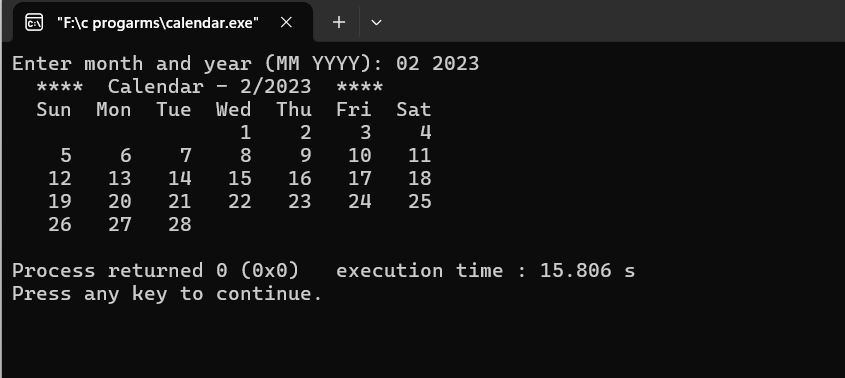 "F:\c progarms\calendar.exe"
Enter month and year (MM YYYY): 02 2023
****  Calendar - 2/2023  ****
Sun  Mon  Tue  Wed  Thu  Fri  Sat
1    2    3    4
5    6    7    8    9   10   11
12   13   14   15   16   17   18
19   20   21   22   23   24   25
26   27   28
Process returned 0 (0x0)   execution time : 15.806 s
Press any key to continue.